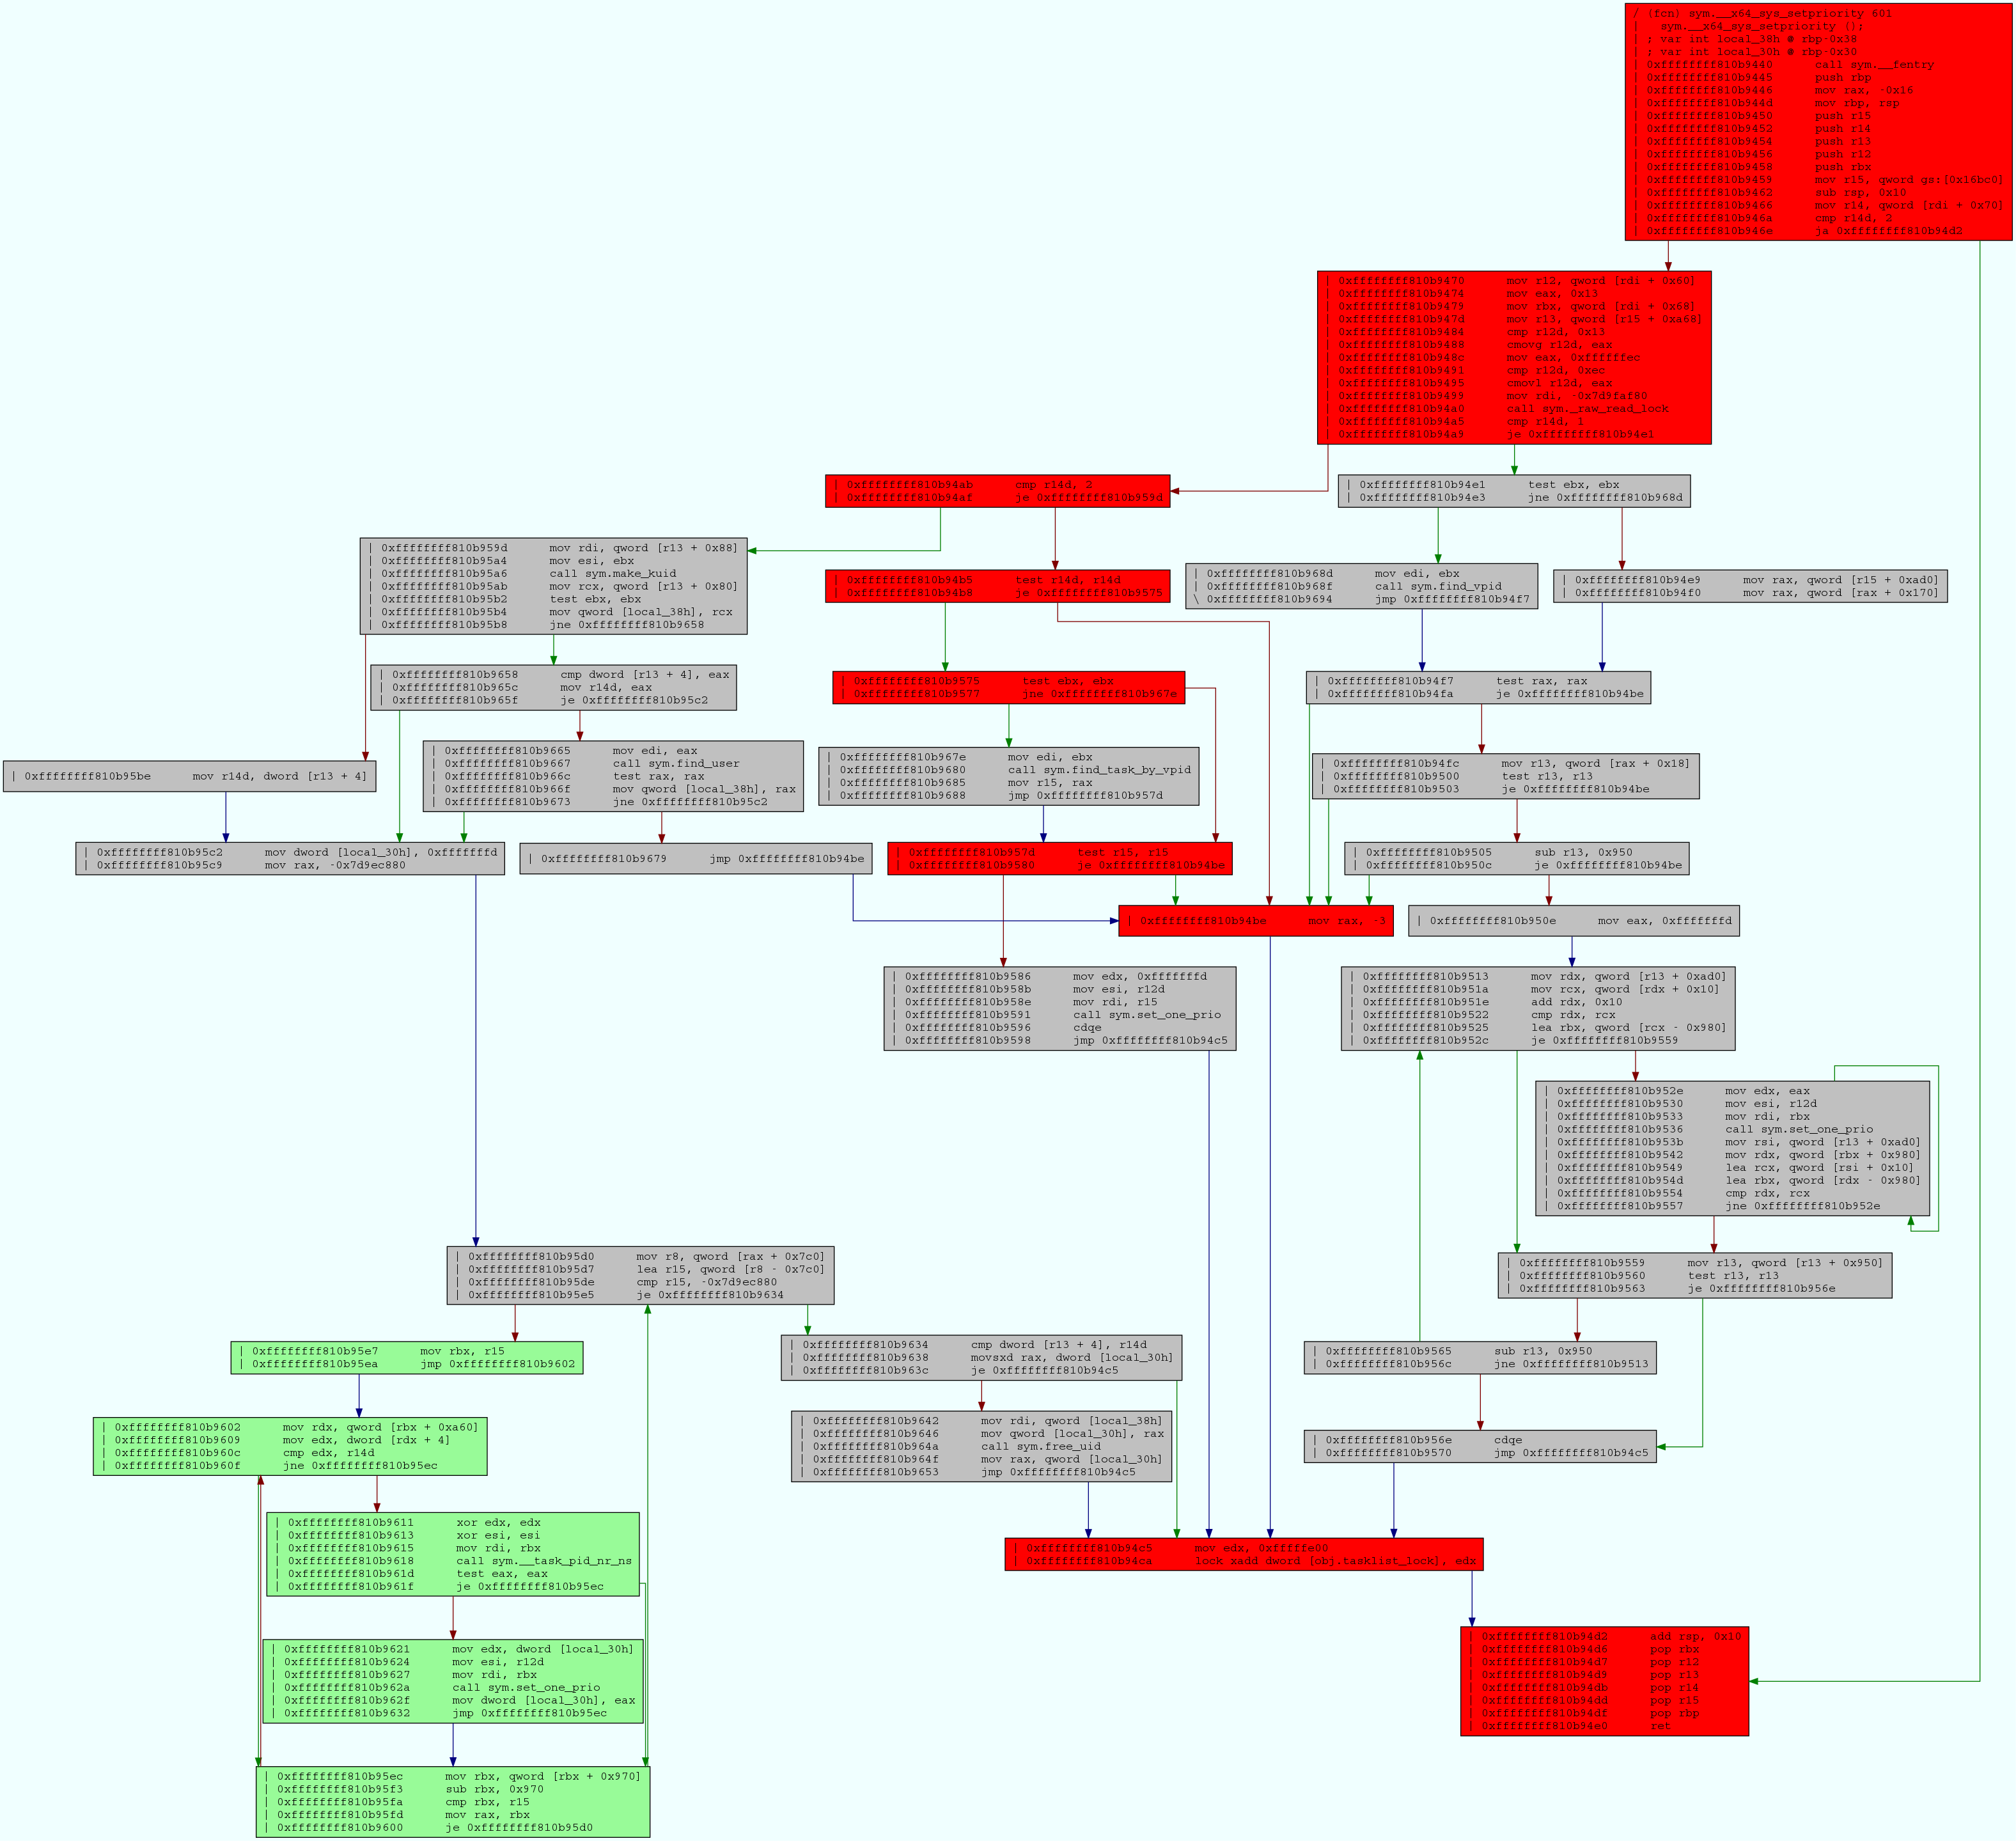 / (fcn) sym.__x64_sys_setpriority 601
|   sym.__x64_sys_setpriority ();
| ; var int local_38h @ rbp-0x38
| ; var int local_30h @ rbp-0x30
| 0xffffffff810b9440      call sym.__fentry
| 0xffffffff810b9445      push rbp
| 0xffffffff810b9446      mov rax, -0x16
| 0xffffffff810b944d      mov rbp, rsp
| 0xffffffff810b9450      push r15
| 0xffffffff810b9452      push r14
| 0xffffffff810b9454      push r13
| 0xffffffff810b9456      push r12
| 0xffffffff810b9458      push rbx
| 0xffffffff810b9459      mov r15, qword gs:[0x16bc0]
| 0xffffffff810b9462      sub rsp, 0x10
| 0xffffffff810b9466      mov r14, qword [rdi + 0x70]
| 0xffffffff810b946a      cmp r14d, 2
| 0xffffffff810b946e      ja 0xffffffff810b94d2
| 0xffffffff810b9470      mov r12, qword [rdi + 0x60]
| 0xffffffff810b9474      mov eax, 0x13
| 0xffffffff810b9479      mov rbx, qword [rdi + 0x68]
| 0xffffffff810b947d      mov r13, qword [r15 + 0xa68]
| 0xffffffff810b9484      cmp r12d, 0x13
| 0xffffffff810b9488      cmovg r12d, eax
| 0xffffffff810b948c      mov eax, 0xffffffec
| 0xffffffff810b9491      cmp r12d, 0xec
| 0xffffffff810b9495      cmovl r12d, eax
| 0xffffffff810b9499      mov rdi, -0x7d9faf80
| 0xffffffff810b94a0      call sym._raw_read_lock
| 0xffffffff810b94a5      cmp r14d, 1
| 0xffffffff810b94a9      je 0xffffffff810b94e1
| 0xffffffff810b94ab      cmp r14d, 2
| 0xffffffff810b94af      je 0xffffffff810b959d
| 0xffffffff810b94e1      test ebx, ebx
| 0xffffffff810b94e3      jne 0xffffffff810b968d
| 0xffffffff810b959d      mov rdi, qword [r13 + 0x88]
| 0xffffffff810b95a4      mov esi, ebx
| 0xffffffff810b95a6      call sym.make_kuid
| 0xffffffff810b95ab      mov rcx, qword [r13 + 0x80]
| 0xffffffff810b95b2      test ebx, ebx
| 0xffffffff810b95b4      mov qword [local_38h], rcx
| 0xffffffff810b95b8      jne 0xffffffff810b9658
| 0xffffffff810b94b5      test r14d, r14d
| 0xffffffff810b94b8      je 0xffffffff810b9575
| 0xffffffff810b968d      mov edi, ebx
| 0xffffffff810b968f      call sym.find_vpid
\ 0xffffffff810b9694      jmp 0xffffffff810b94f7
| 0xffffffff810b94e9      mov rax, qword [r15 + 0xad0]
| 0xffffffff810b94f0      mov rax, qword [rax + 0x170]
| 0xffffffff810b9658      cmp dword [r13 + 4], eax
| 0xffffffff810b965c      mov r14d, eax
| 0xffffffff810b965f      je 0xffffffff810b95c2
| 0xffffffff810b9575      test ebx, ebx
| 0xffffffff810b9577      jne 0xffffffff810b967e
| 0xffffffff810b94f7      test rax, rax
| 0xffffffff810b94fa      je 0xffffffff810b94be
| 0xffffffff810b95be      mov r14d, dword [r13 + 4]
| 0xffffffff810b9665      mov edi, eax
| 0xffffffff810b9667      call sym.find_user
| 0xffffffff810b966c      test rax, rax
| 0xffffffff810b966f      mov qword [local_38h], rax
| 0xffffffff810b9673      jne 0xffffffff810b95c2
| 0xffffffff810b967e      mov edi, ebx
| 0xffffffff810b9680      call sym.find_task_by_vpid
| 0xffffffff810b9685      mov r15, rax
| 0xffffffff810b9688      jmp 0xffffffff810b957d
| 0xffffffff810b94fc      mov r13, qword [rax + 0x18]
| 0xffffffff810b9500      test r13, r13
| 0xffffffff810b9503      je 0xffffffff810b94be
| 0xffffffff810b95c2      mov dword [local_30h], 0xfffffffd
| 0xffffffff810b95c9      mov rax, -0x7d9ec880
| 0xffffffff810b9679      jmp 0xffffffff810b94be
| 0xffffffff810b957d      test r15, r15
| 0xffffffff810b9580      je 0xffffffff810b94be
| 0xffffffff810b9505      sub r13, 0x950
| 0xffffffff810b950c      je 0xffffffff810b94be
| 0xffffffff810b94be      mov rax, -3
| 0xffffffff810b950e      mov eax, 0xfffffffd
| 0xffffffff810b9586      mov edx, 0xfffffffd
| 0xffffffff810b958b      mov esi, r12d
| 0xffffffff810b958e      mov rdi, r15
| 0xffffffff810b9591      call sym.set_one_prio
| 0xffffffff810b9596      cdqe
| 0xffffffff810b9598      jmp 0xffffffff810b94c5
| 0xffffffff810b9513      mov rdx, qword [r13 + 0xad0]
| 0xffffffff810b951a      mov rcx, qword [rdx + 0x10]
| 0xffffffff810b951e      add rdx, 0x10
| 0xffffffff810b9522      cmp rdx, rcx
| 0xffffffff810b9525      lea rbx, qword [rcx - 0x980]
| 0xffffffff810b952c      je 0xffffffff810b9559
| 0xffffffff810b952e      mov edx, eax
| 0xffffffff810b9530      mov esi, r12d
| 0xffffffff810b9533      mov rdi, rbx
| 0xffffffff810b9536      call sym.set_one_prio
| 0xffffffff810b953b      mov rsi, qword [r13 + 0xad0]
| 0xffffffff810b9542      mov rdx, qword [rbx + 0x980]
| 0xffffffff810b9549      lea rcx, qword [rsi + 0x10]
| 0xffffffff810b954d      lea rbx, qword [rdx - 0x980]
| 0xffffffff810b9554      cmp rdx, rcx
| 0xffffffff810b9557      jne 0xffffffff810b952e
| 0xffffffff810b95d0      mov r8, qword [rax + 0x7c0]
| 0xffffffff810b95d7      lea r15, qword [r8 - 0x7c0]
| 0xffffffff810b95de      cmp r15, -0x7d9ec880
| 0xffffffff810b95e5      je 0xffffffff810b9634
| 0xffffffff810b9559      mov r13, qword [r13 + 0x950]
| 0xffffffff810b9560      test r13, r13
| 0xffffffff810b9563      je 0xffffffff810b956e
| 0xffffffff810b95e7      mov rbx, r15
| 0xffffffff810b95ea      jmp 0xffffffff810b9602
| 0xffffffff810b9634      cmp dword [r13 + 4], r14d
| 0xffffffff810b9638      movsxd rax, dword [local_30h]
| 0xffffffff810b963c      je 0xffffffff810b94c5
| 0xffffffff810b9565      sub r13, 0x950
| 0xffffffff810b956c      jne 0xffffffff810b9513
| 0xffffffff810b9602      mov rdx, qword [rbx + 0xa60]
| 0xffffffff810b9609      mov edx, dword [rdx + 4]
| 0xffffffff810b960c      cmp edx, r14d
| 0xffffffff810b960f      jne 0xffffffff810b95ec
| 0xffffffff810b9642      mov rdi, qword [local_38h]
| 0xffffffff810b9646      mov qword [local_30h], rax
| 0xffffffff810b964a      call sym.free_uid
| 0xffffffff810b964f      mov rax, qword [local_30h]
| 0xffffffff810b9653      jmp 0xffffffff810b94c5
| 0xffffffff810b956e      cdqe
| 0xffffffff810b9570      jmp 0xffffffff810b94c5
| 0xffffffff810b9611      xor edx, edx
| 0xffffffff810b9613      xor esi, esi
| 0xffffffff810b9615      mov rdi, rbx
| 0xffffffff810b9618      call sym.__task_pid_nr_ns
| 0xffffffff810b961d      test eax, eax
| 0xffffffff810b961f      je 0xffffffff810b95ec
| 0xffffffff810b94c5      mov edx, 0xfffffe00
| 0xffffffff810b94ca      lock xadd dword [obj.tasklist_lock], edx
| 0xffffffff810b9621      mov edx, dword [local_30h]
| 0xffffffff810b9624      mov esi, r12d
| 0xffffffff810b9627      mov rdi, rbx
| 0xffffffff810b962a      call sym.set_one_prio
| 0xffffffff810b962f      mov dword [local_30h], eax
| 0xffffffff810b9632      jmp 0xffffffff810b95ec
| 0xffffffff810b94d2      add rsp, 0x10
| 0xffffffff810b94d6      pop rbx
| 0xffffffff810b94d7      pop r12
| 0xffffffff810b94d9      pop r13
| 0xffffffff810b94db      pop r14
| 0xffffffff810b94dd      pop r15
| 0xffffffff810b94df      pop rbp
| 0xffffffff810b94e0      ret
| 0xffffffff810b95ec      mov rbx, qword [rbx + 0x970]
| 0xffffffff810b95f3      sub rbx, 0x970
| 0xffffffff810b95fa      cmp rbx, r15
| 0xffffffff810b95fd      mov rax, rbx
| 0xffffffff810b9600      je 0xffffffff810b95d0